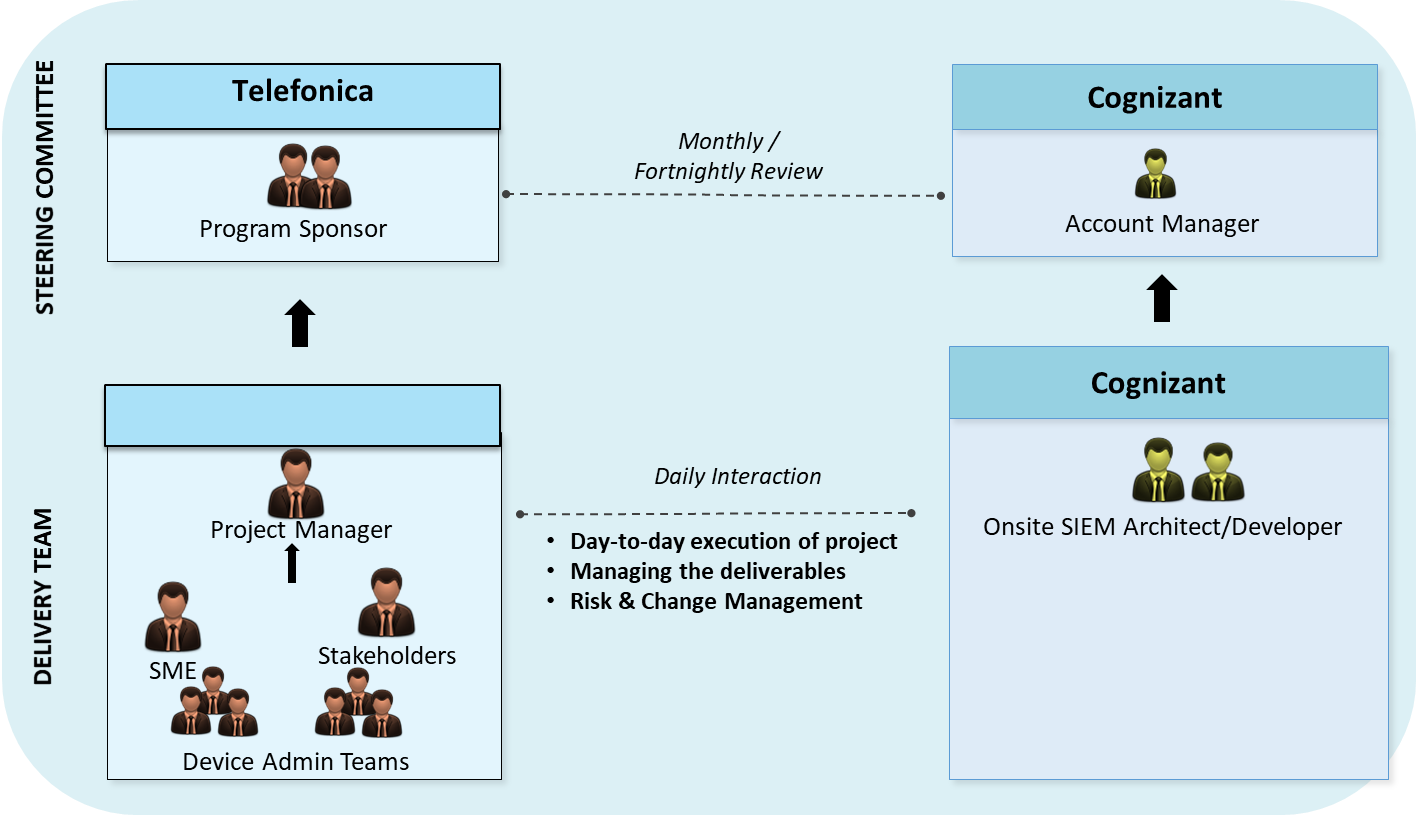 STEERING COMMITTEE
Telefonica
Program Sponsor
Monthly /
Fortnightly Review
Cognizant
Account Manager
DELIVERY TEAM
Project Manager
SME
Stakeholders
Device Admin Teams
Daily Interaction
• Day-to-day execution of project
• Managing the deliverables
• Risk & Change Management
Cognizant
Onsite SIEM Architect/Developer